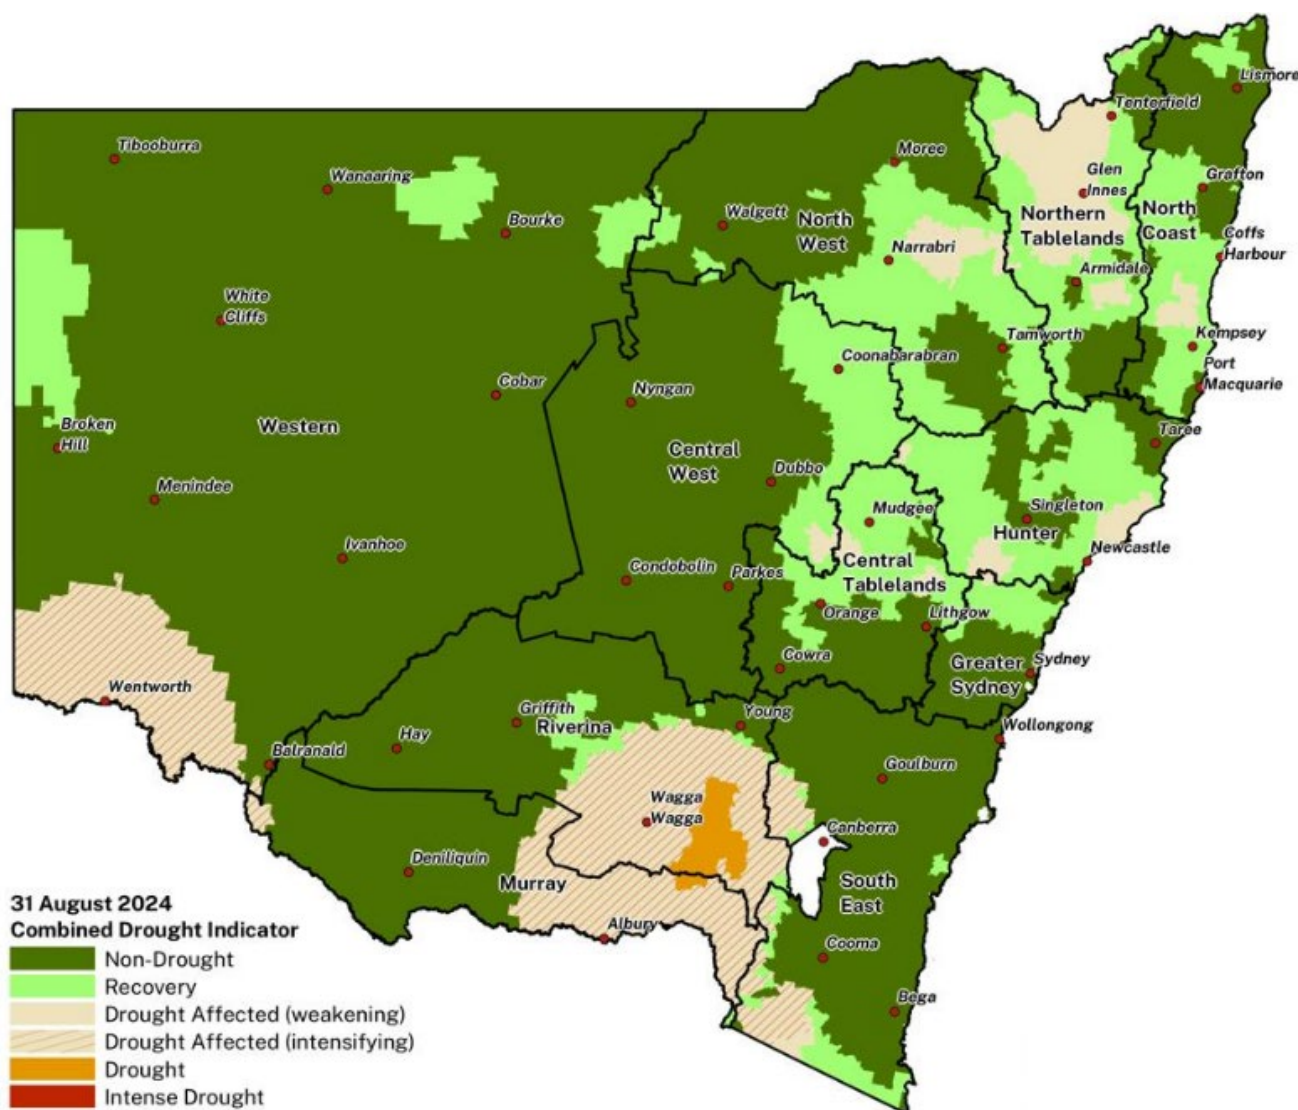 Lismore
Tenterfield
Tibooburra
Moree
Wanaaring
Glen
Innes
Grafton
Bourke
Walgett
North
West
Northern
Tablelands
North
Coast
Coffs
Harbour
Narrabri
Armidale
White
Cliffs
Coonabarabran
Tamworth
Kempsey
Port
Macquarie
Cobar
Nyngan
Broken
Hill
Western
Central
West
Taree
Menindee
Dubbo
Mudgee
Singleton
Hunter
Ivanhoe
Condobolin
Parkes
Central
Tablelands
Newcastle
Orange
Lithgow
Cowra
Greater
Sydney
Sydney
Wentworth
Hay
Griffith
Riverina
Young
Wollongong
Balranald
Goulburn
Wagga
Wagga
Canberra
Deniliquin
Murray
South
East
Albury
Cooma
Bega
31 August 2024
Combined Drought Indicator
Non-Drought
Recovery
Drought Affected (weakening)
Drought Affected (intensifying)
Drought
Intense Drought